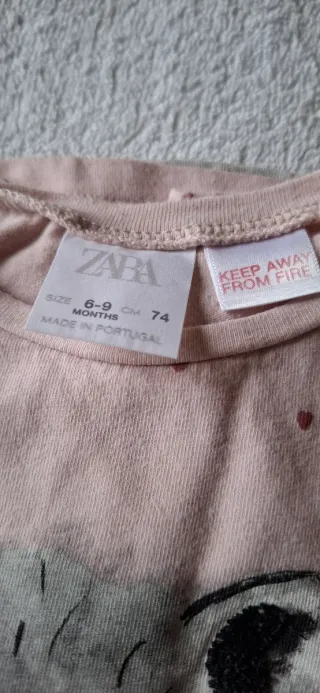 ZARA
SIZE 6-9 CM 74
MONTHS
MADE IN PORTUGAL
KEEP AWAY
FROM FIRE